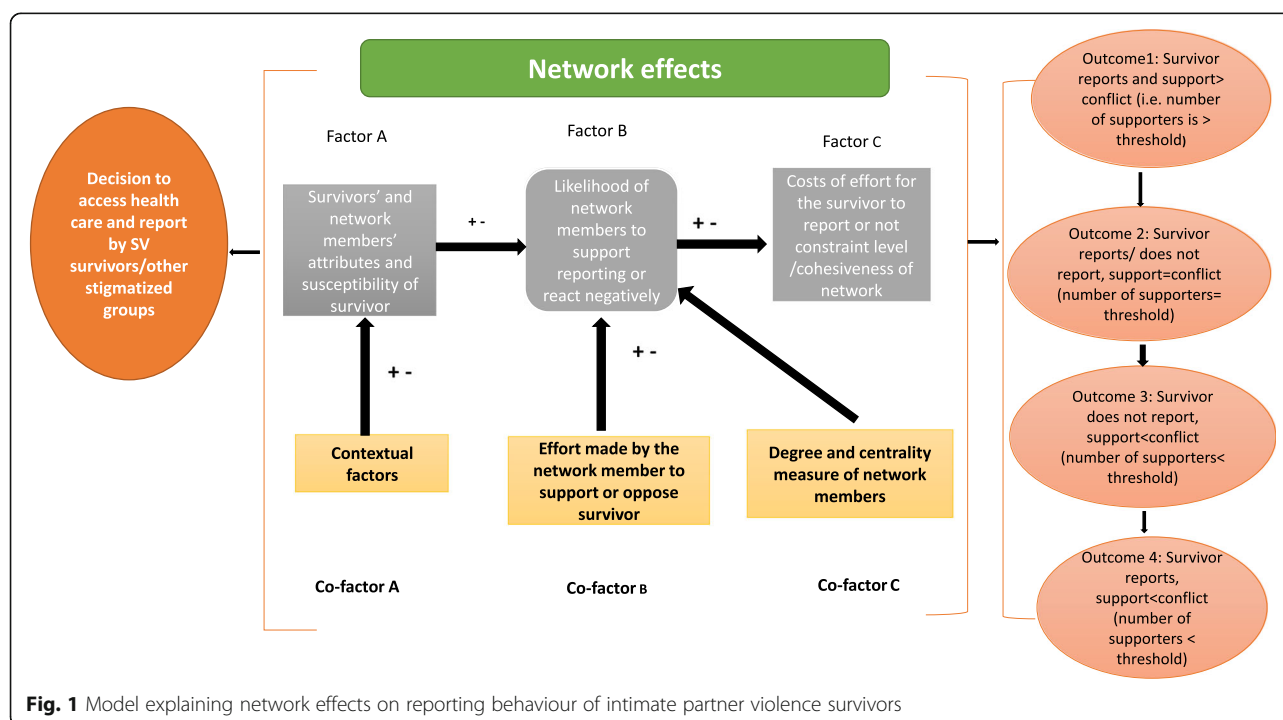 Network effects
Decision to
access health
care and report
by SV
survivors/other
stigmatized
groups
Factor A
Survivors' and
network
members'
attributes and
susceptibility of
survivor
+ -
+ -
Contextual
factors
Co-factor A
Factor B
Likelihood of
network
members to
support
reporting or
react negatively
+ -
+ -
Effort made by the
network member to
support or oppose
survivor
Co-factor B
Factor C
Costs of effort for
the survivor to
report or not
constraint level
/cohesiveness of
network
Degree and centrality
measure of network
members
Co-factor C
Outcome1: Survivor
reports and support>
conflict (i.e. number
of supporters is >
threshold)
Outcome 2: Survivor
reports/ does not
report, support=conflict
(number of supporters=
threshold)
Outcome 3: Survivor
does not report,
support<conflict
(number of supporters<
threshold)
Outcome 4: Survivor
reports,
support<conflict
(number of
supporters <
threshold)
Fig. 1 Model explaining network effects on reporting behaviour of intimate partner violence survivors